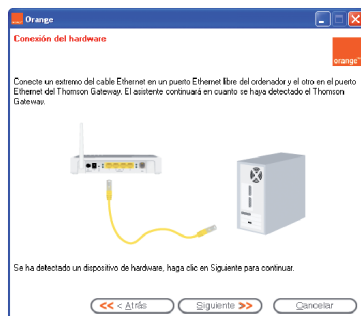 Orange
Conexión del hardware
orange™
Conecte un extremo del cable Ethernet en un puerto Ethernet libre del ordenador y el otro en el puerto
Ethernet del Thomson Gateway. El asistente continuará en cuanto se haya detectado el Thomson
Gateway.
Se ha detectado un dispositivo de hardware, haga clic en Siguiente para continuar.
<< < Atrás
Siguiente >>
Cancelar